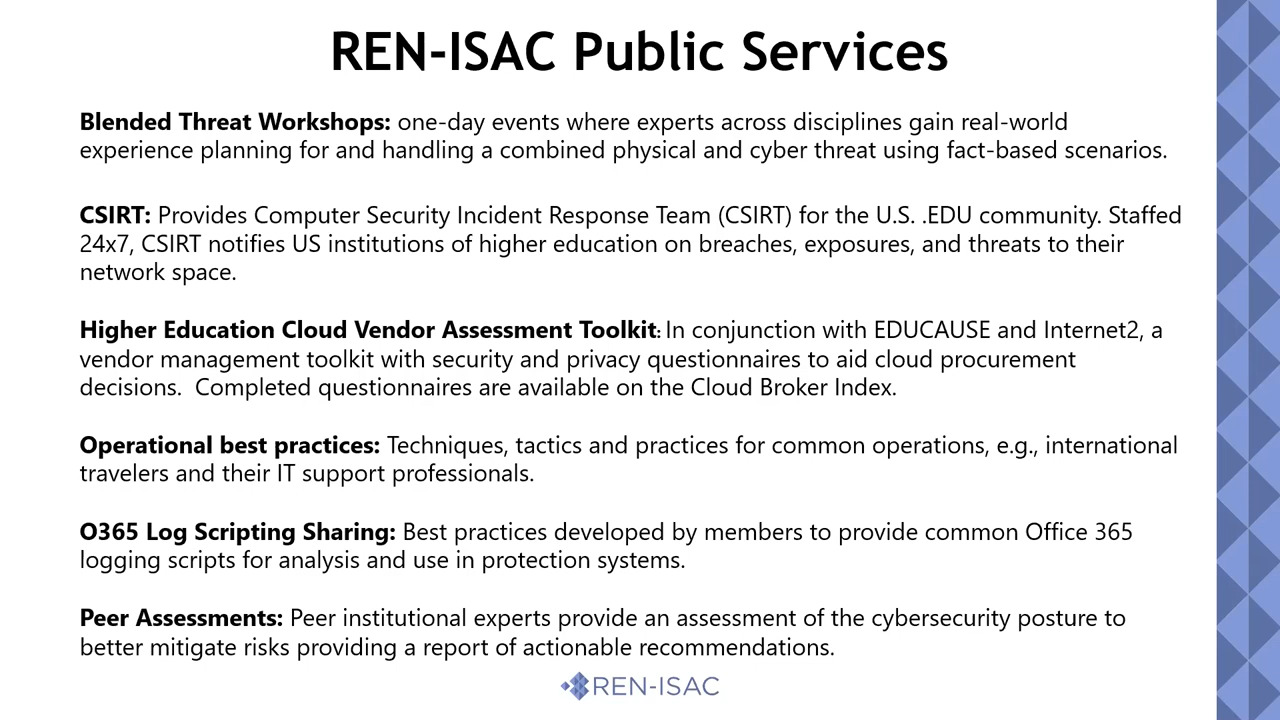 REN-ISAC Public Services
Blended Threat Workshops: one-day events where experts across disciplines gain real-world
experience planning for and handling a combined physical and cyber threat using fact-based scenarios.
CSIRT: Provides Computer Security Incident Response Team (CSIRT) for the U.S. .EDU community. Staffed
24x7, CSIRT notifies US institutions of higher education on breaches, exposures, and threats to their
network space.
Higher Education Cloud Vendor Assessment Toolkit: In conjunction with EDUCAUSE and Internet2, a
vendor management toolkit with security and privacy questionnaires to aid cloud procurement
decisions.  Completed questionnaires are available on the Cloud Broker Index.
Operational best practices: Techniques, tactics and practices for common operations, e.g., international
travelers and their IT support professionals.
O365 Log Scripting Sharing: Best practices developed by members to provide common Office 365
logging scripts for analysis and use in protection systems.
Peer Assessments: Peer institutional experts provide an assessment of the cybersecurity posture to
better mitigate risks providing a report of actionable recommendations.
REN-ISAC